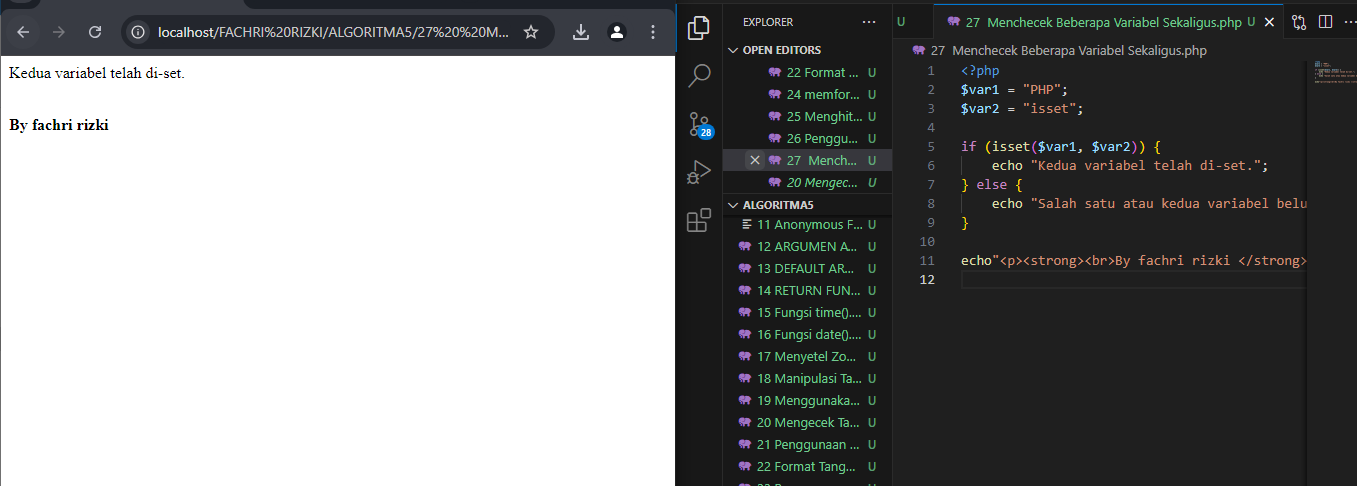 localhost/FACHRI%20RIZKI/ALGORITMA5/27%20%20M...
Kedua variabel telah di-set.
By fachri rizki
28
EXPLORER
OPEN EDITORS
22 Format ... U
24 memfor... U
25 Menghit... U
26 Penggu... U
27 Mench... U
20 Mengec... U
ALGORITMA5
11 Anonymous F... U
12 ARGUMEN A... U
13 DEFAULT AR... U
14 RETURN FUN... U
15 Fungsi time().... U
16 Fungsi date().... U
17 Menyetel Zo... U
18 Manipulasi Ta... U
19 Menggunaka... U
20 Mengecek Ta... U
21 Penggunaan ... U
22 Format Tang... U
U
27 Menchecek Beberapa Variabel Sekaligus.php U
27 Menchecek Beberapa Variabel Sekaligus.php
1 <?php
2 $var1 = "PHP";
3 $var2 = "isset";
4
5 if (isset($var1, $var2)) {
6 echo "Kedua variabel telah di-set.";
7 } else {
8 echo "Salah satu atau kedua variabel belu
9 }
10
11 echo"<p><strong><br>By fachri rizki </strong>
12